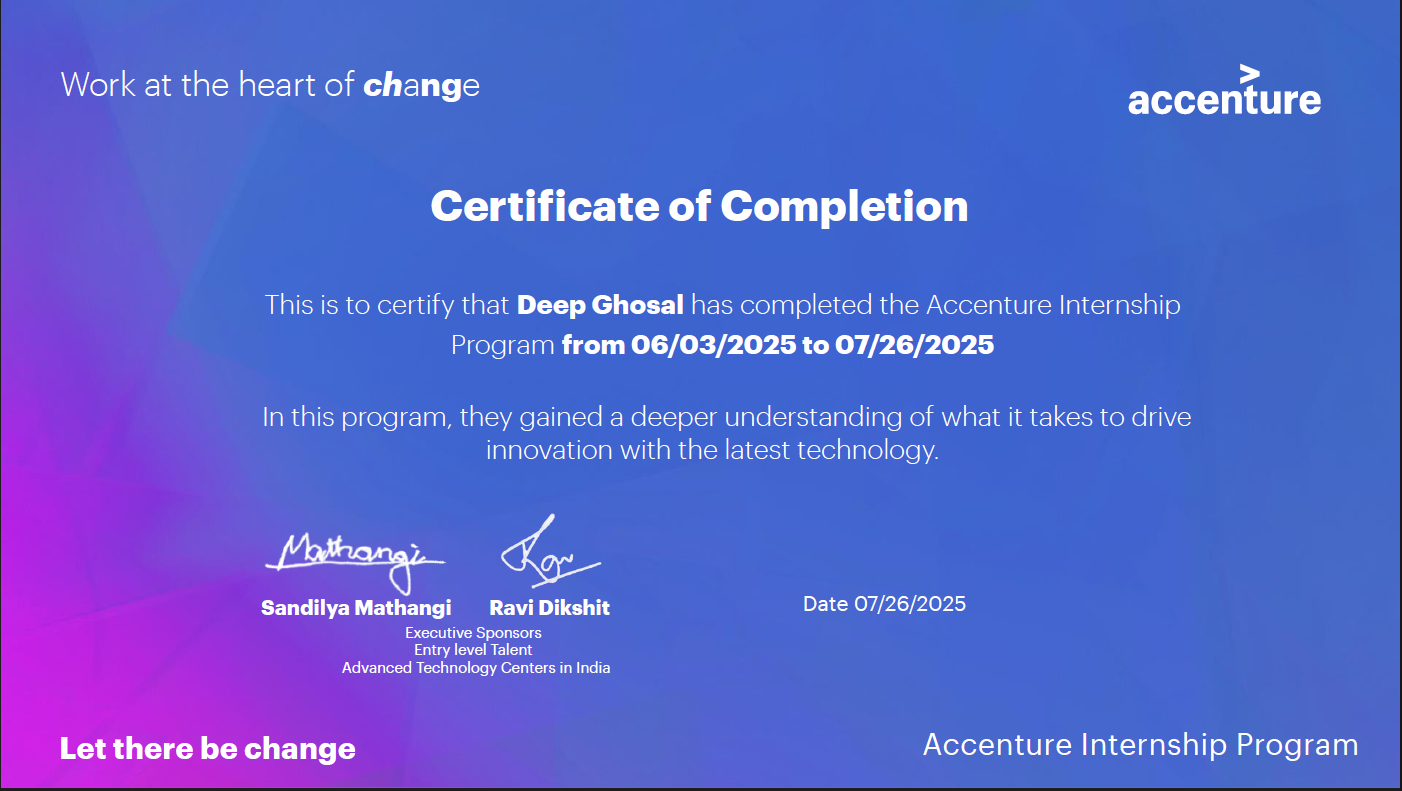 Work at the heart of change
accenture
Certificate of Completion
This is to certify that Deep Ghosal has completed the Accenture Internship
Program from 06/03/2025 to 07/26/2025
In this program, they gained a deeper understanding of what it takes to drive
innovation with the latest technology.
Mathangi
Ravi
Sandilya Mathangi
Ravi Dikshit
Executive Sponsors
Entry level Talent
Advanced Technology Centers in India
Date 07/26/2025
Let there be change
Accenture Internship Program